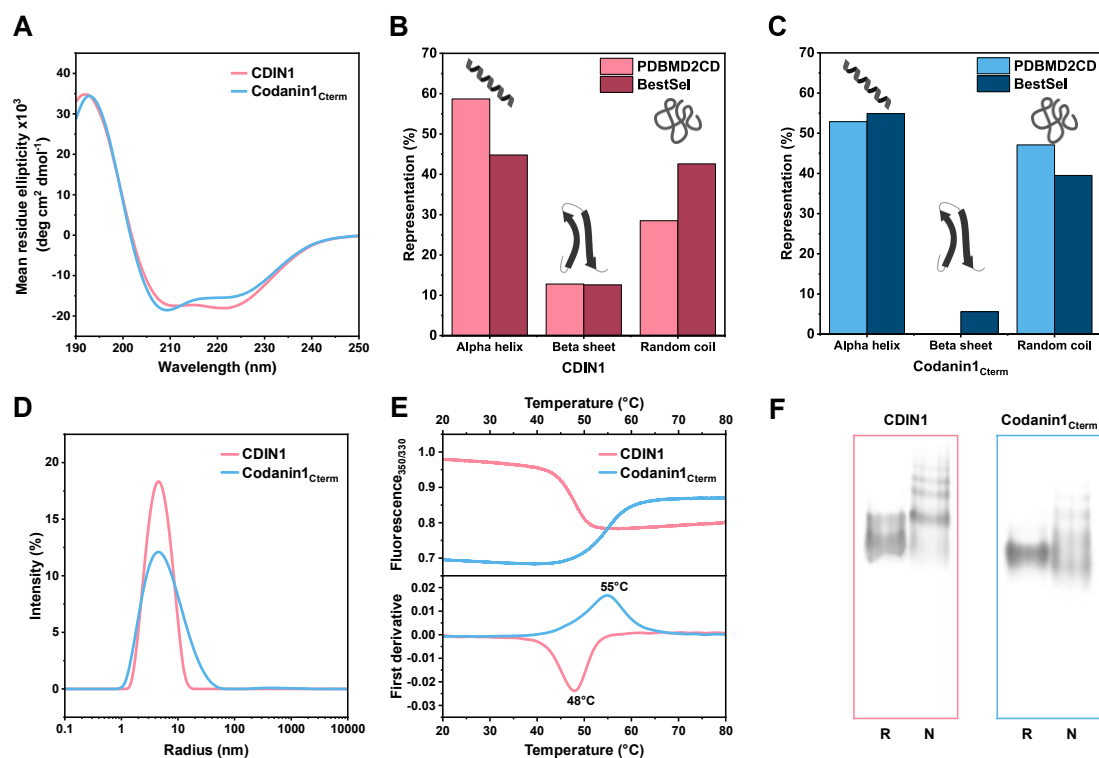 A
CDIN1
Codanin1Cterm
Mean residue ellipticity x10³
(deg cm² dmol⁻¹)
40
30
20
10
0
-10
-20
190 200 210 220 230 240 250
Wavelength (nm)
B
PDBMD2CD
BestSel
Representation (%)
70
60
50
40
30
20
10
0
Alpha helix Beta sheet Random coil
CDIN1
C
PDBMD2CD
BestSel
Representation (%)
70
60
50
40
30
20
10
0
Alpha helix Beta sheet Random coil
Codanin1Cterm
D
CDIN1
Codanin1Cterm
Intensity (%)
20
15
10
5
0
0.1 1 10 100 1000 10000
Radius (nm)
E
Temperature (°C)
20 30 40 50 60 70 80
CDIN1
Codanin1Cterm
Fluorescence350/330
1.0
0.9
0.8
0.7
55°C
48°C
First derivative
0.02
0.01
0.00
-0.01
-0.02
-0.03
20 30 40 50 60 70 80
Temperature (°C)
F
CDIN1
Codanin1Cterm
R N
R N